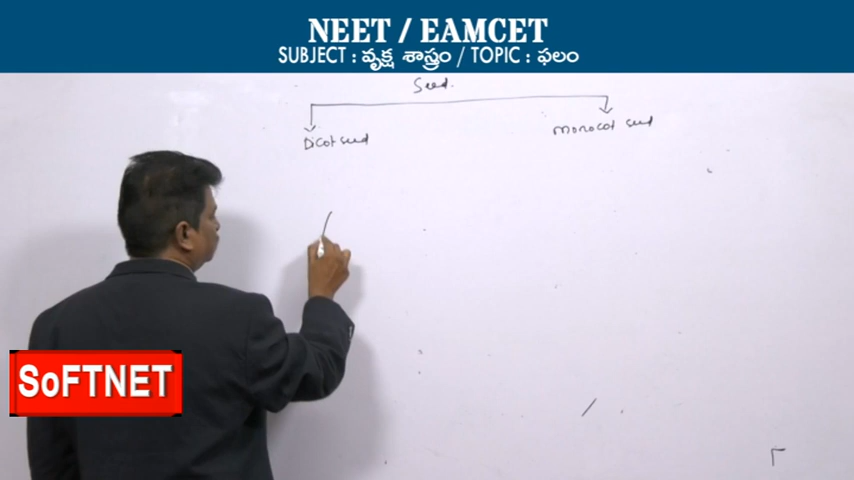 NEET / EAMCET
SUBJECT : వృక్ష శాస్త్రం / TOPIC : ఫలం
Seed.
Dicot seed
Monocot seed
SoFTNET